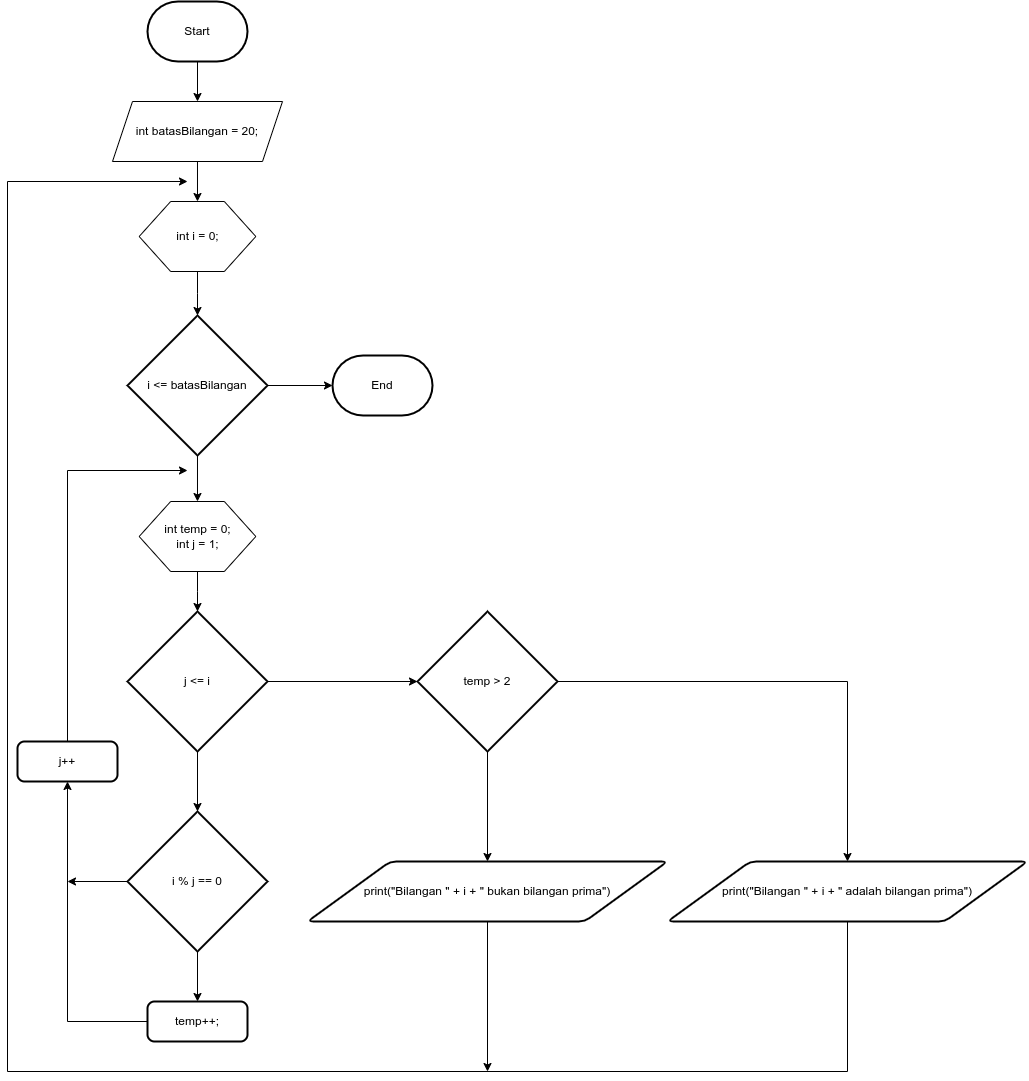 Start
int batasBilangan = 20;
int i = 0;
i <= batasBilangan
End
int temp = 0;
int j = 1;
j <= i
temp > 2
j++
i % j == 0
print("Bilangan " + i + " bukan bilangan prima")
print("Bilangan " + i + " adalah bilangan prima")
temp++;